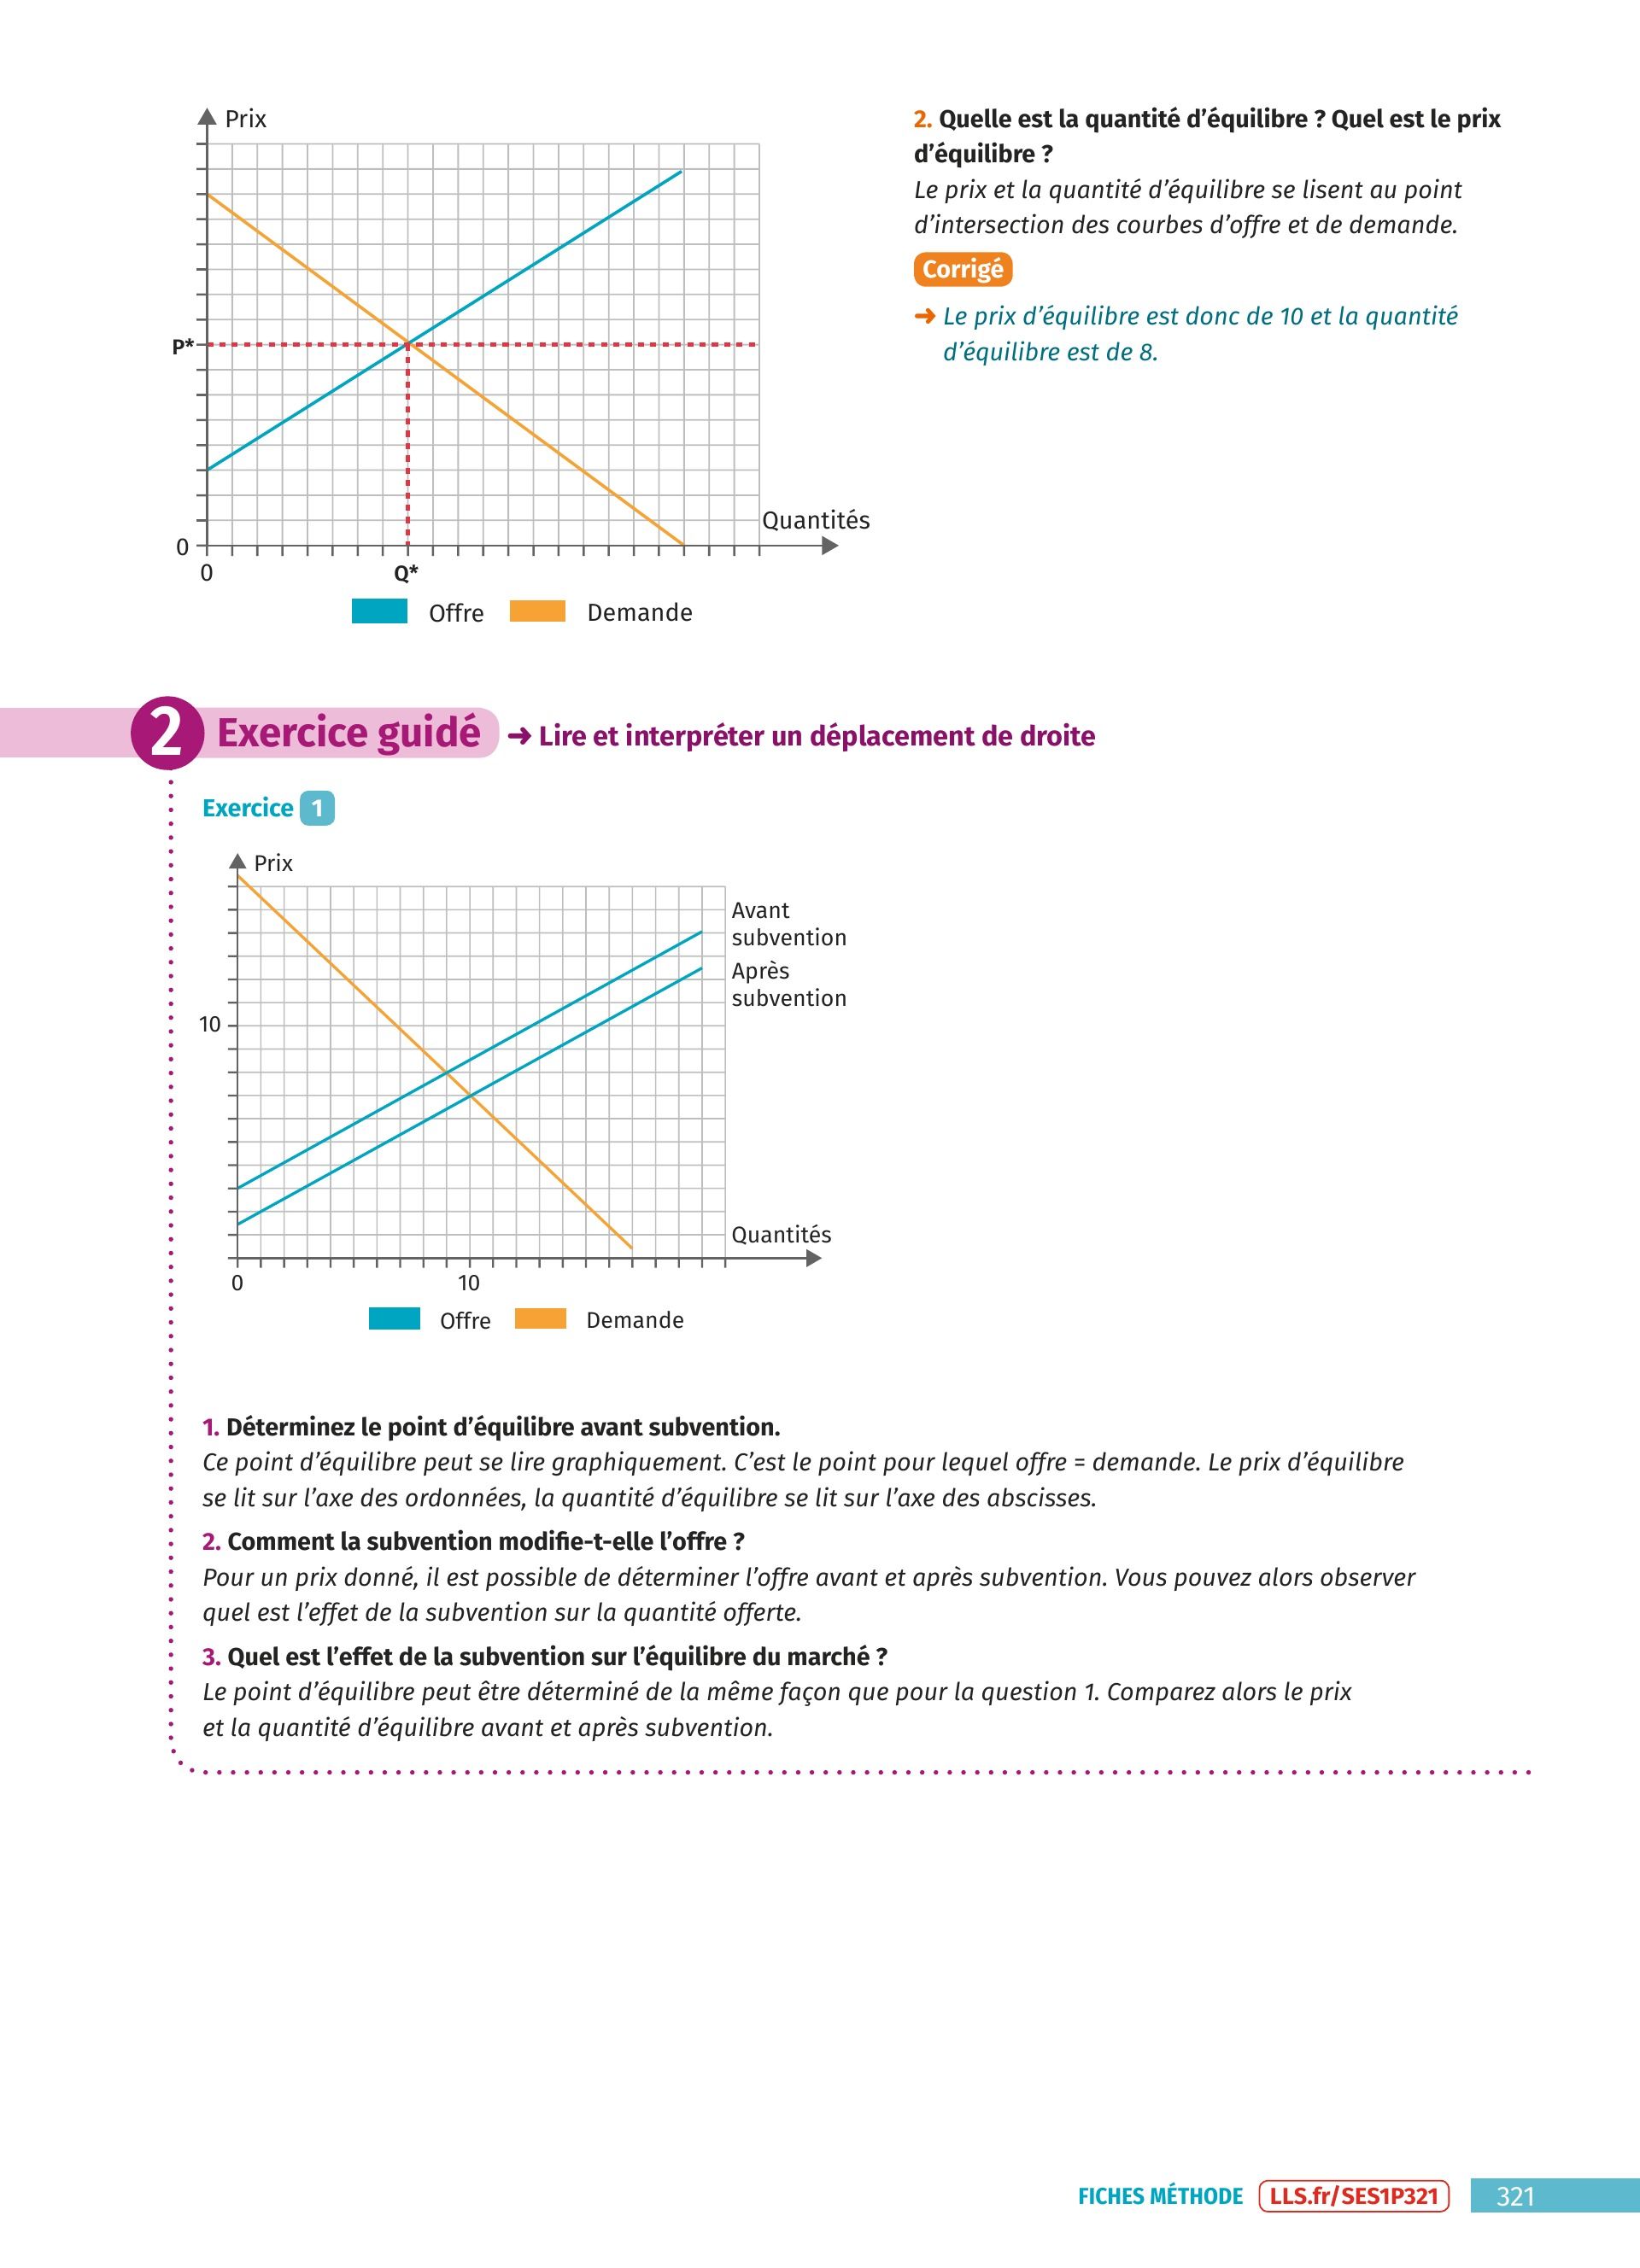 Prix
P*
0
0
Q*
Quantités
Offre
Demande
2. Quelle est la quantité d’équilibre ? Quel est le prix
d’équilibre ?
Le prix et la quantité d’équilibre se lisent au point
d’intersection des courbes d’offre et de demande.
Corrigé
➜ Le prix d’équilibre est donc de 10 et la quantité
d’équilibre est de 8.
2 Exercice guidé ➜ Lire et interpréter un déplacement de droite
Exercice 1
Prix
Avant
subvention
Après
subvention
10
Quantités
0
10
Offre
Demande
1. Déterminez le point d’équilibre avant subvention.
Ce point d’équilibre peut se lire graphiquement. C’est le point pour lequel offre = demande. Le prix d’équilibre
se lit sur l’axe des ordonnées, la quantité d’équilibre se lit sur l’axe des abscisses.
2. Comment la subvention modifie-t-elle l’offre ?
Pour un prix donné, il est possible de déterminer l’offre avant et après subvention. Vous pouvez alors observer
quel est l’effet de la subvention sur la quantité offerte.
3. Quel est l’effet de la subvention sur l’équilibre du marché ?
Le point d’équilibre peut être déterminé de la même façon que pour la question 1. Comparez alors le prix
et la quantité d’équilibre avant et après subvention.
FICHES MÉTHODE LLS.fr/SES1P321 321